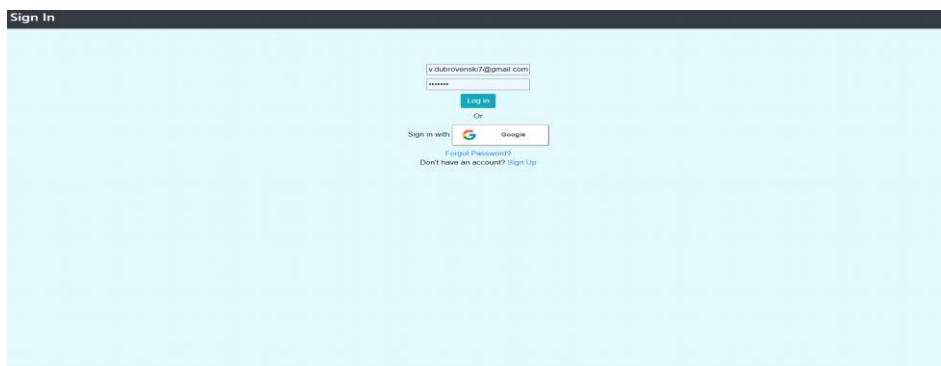 Sign In
v.dubrovenski7@gmail.com
•••••••
Log in
Or
Sign in with Google
Forgot Password?
Don't have an account? Sign Up